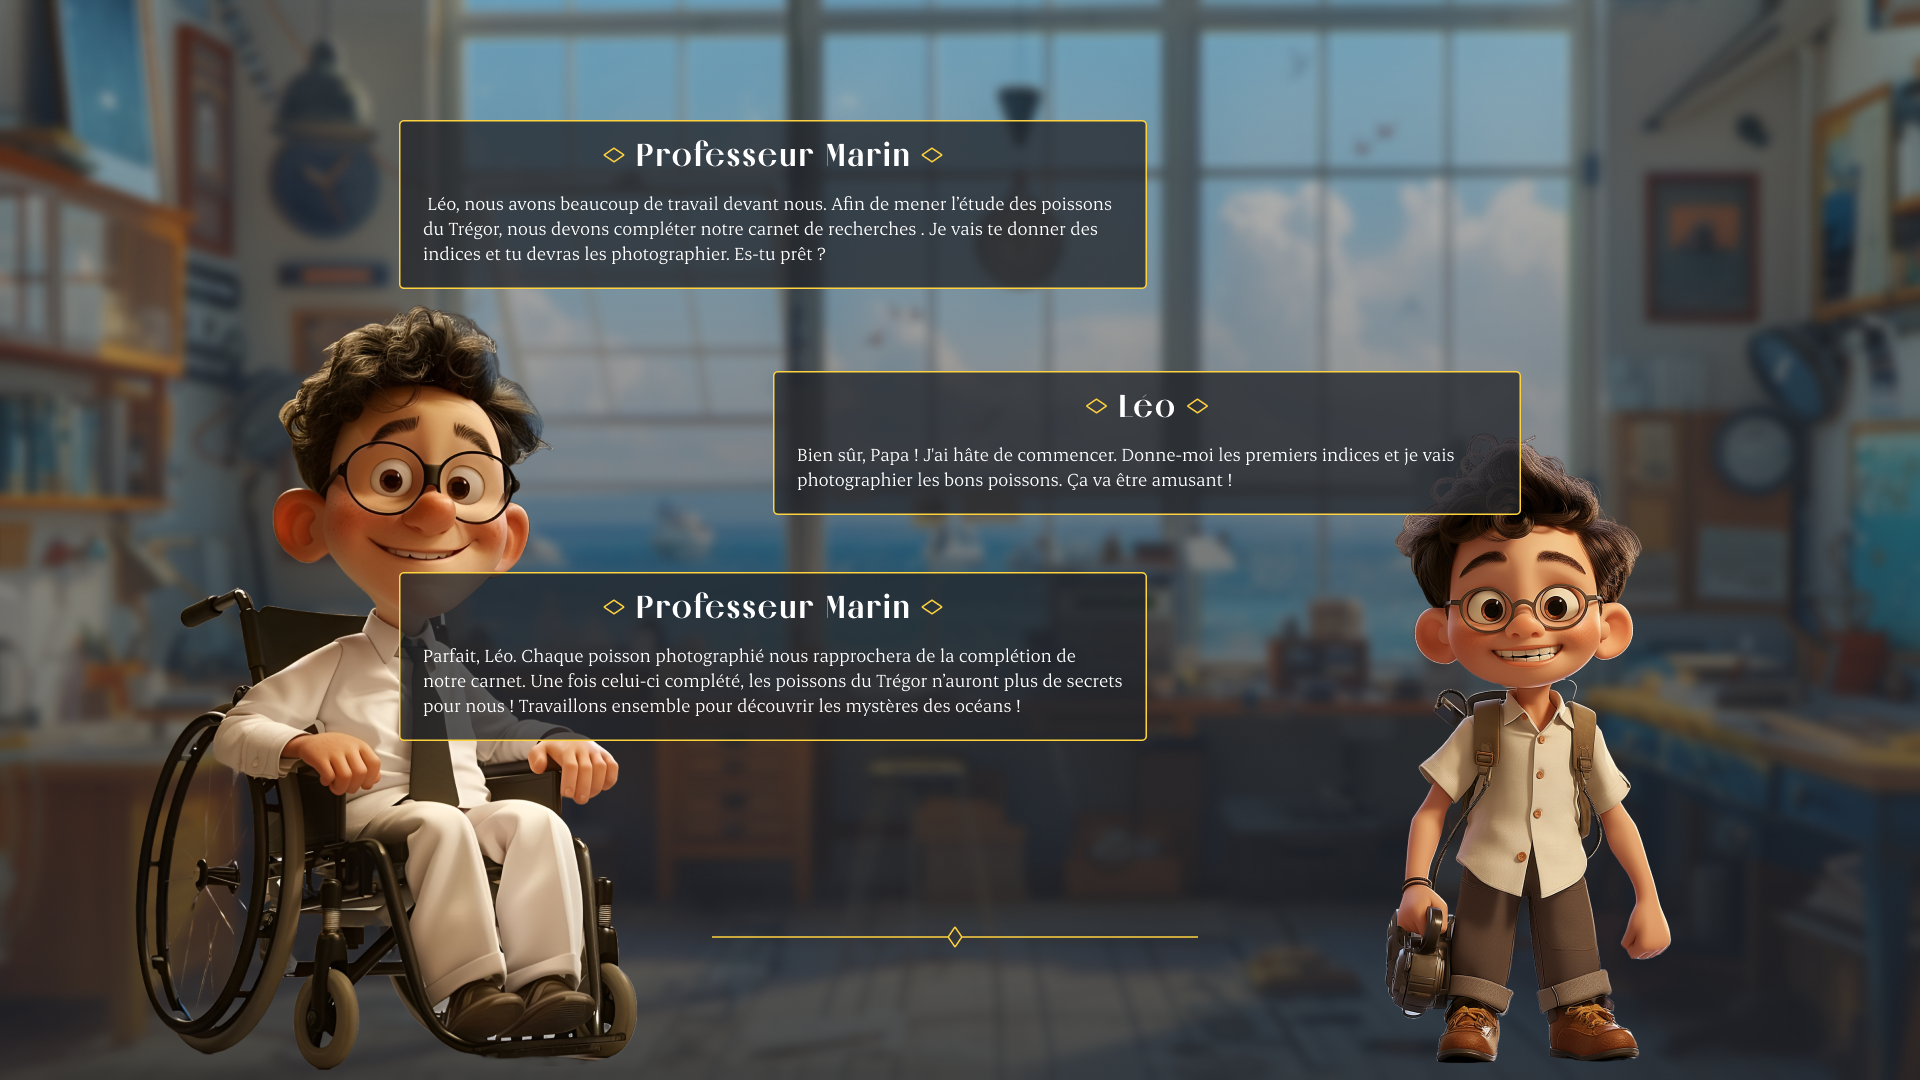 Professeur Marin
Léo, nous avons beaucoup de travail devant nous. Afin de mener l'étude des poissons
du Trégor, nous devons compléter notre carnet de recherches . Je vais te donner des
indices et tu devras les photographier. Es-tu prêt ?
Léo
Bien sûr, Papa ! J'ai hâte de commencer. Donne-moi les premiers indices et je vais
photographier les bons poissons. Ça va être amusant !
Professeur Marin
Parfait, Léo. Chaque poisson photographié nous rapprochera de la complétion de
notre carnet. Une fois celui-ci complété, les poissons du Trégor n'auront plus de secrets
pour nous ! Travaillons ensemble pour découvrir les mystères des océans !